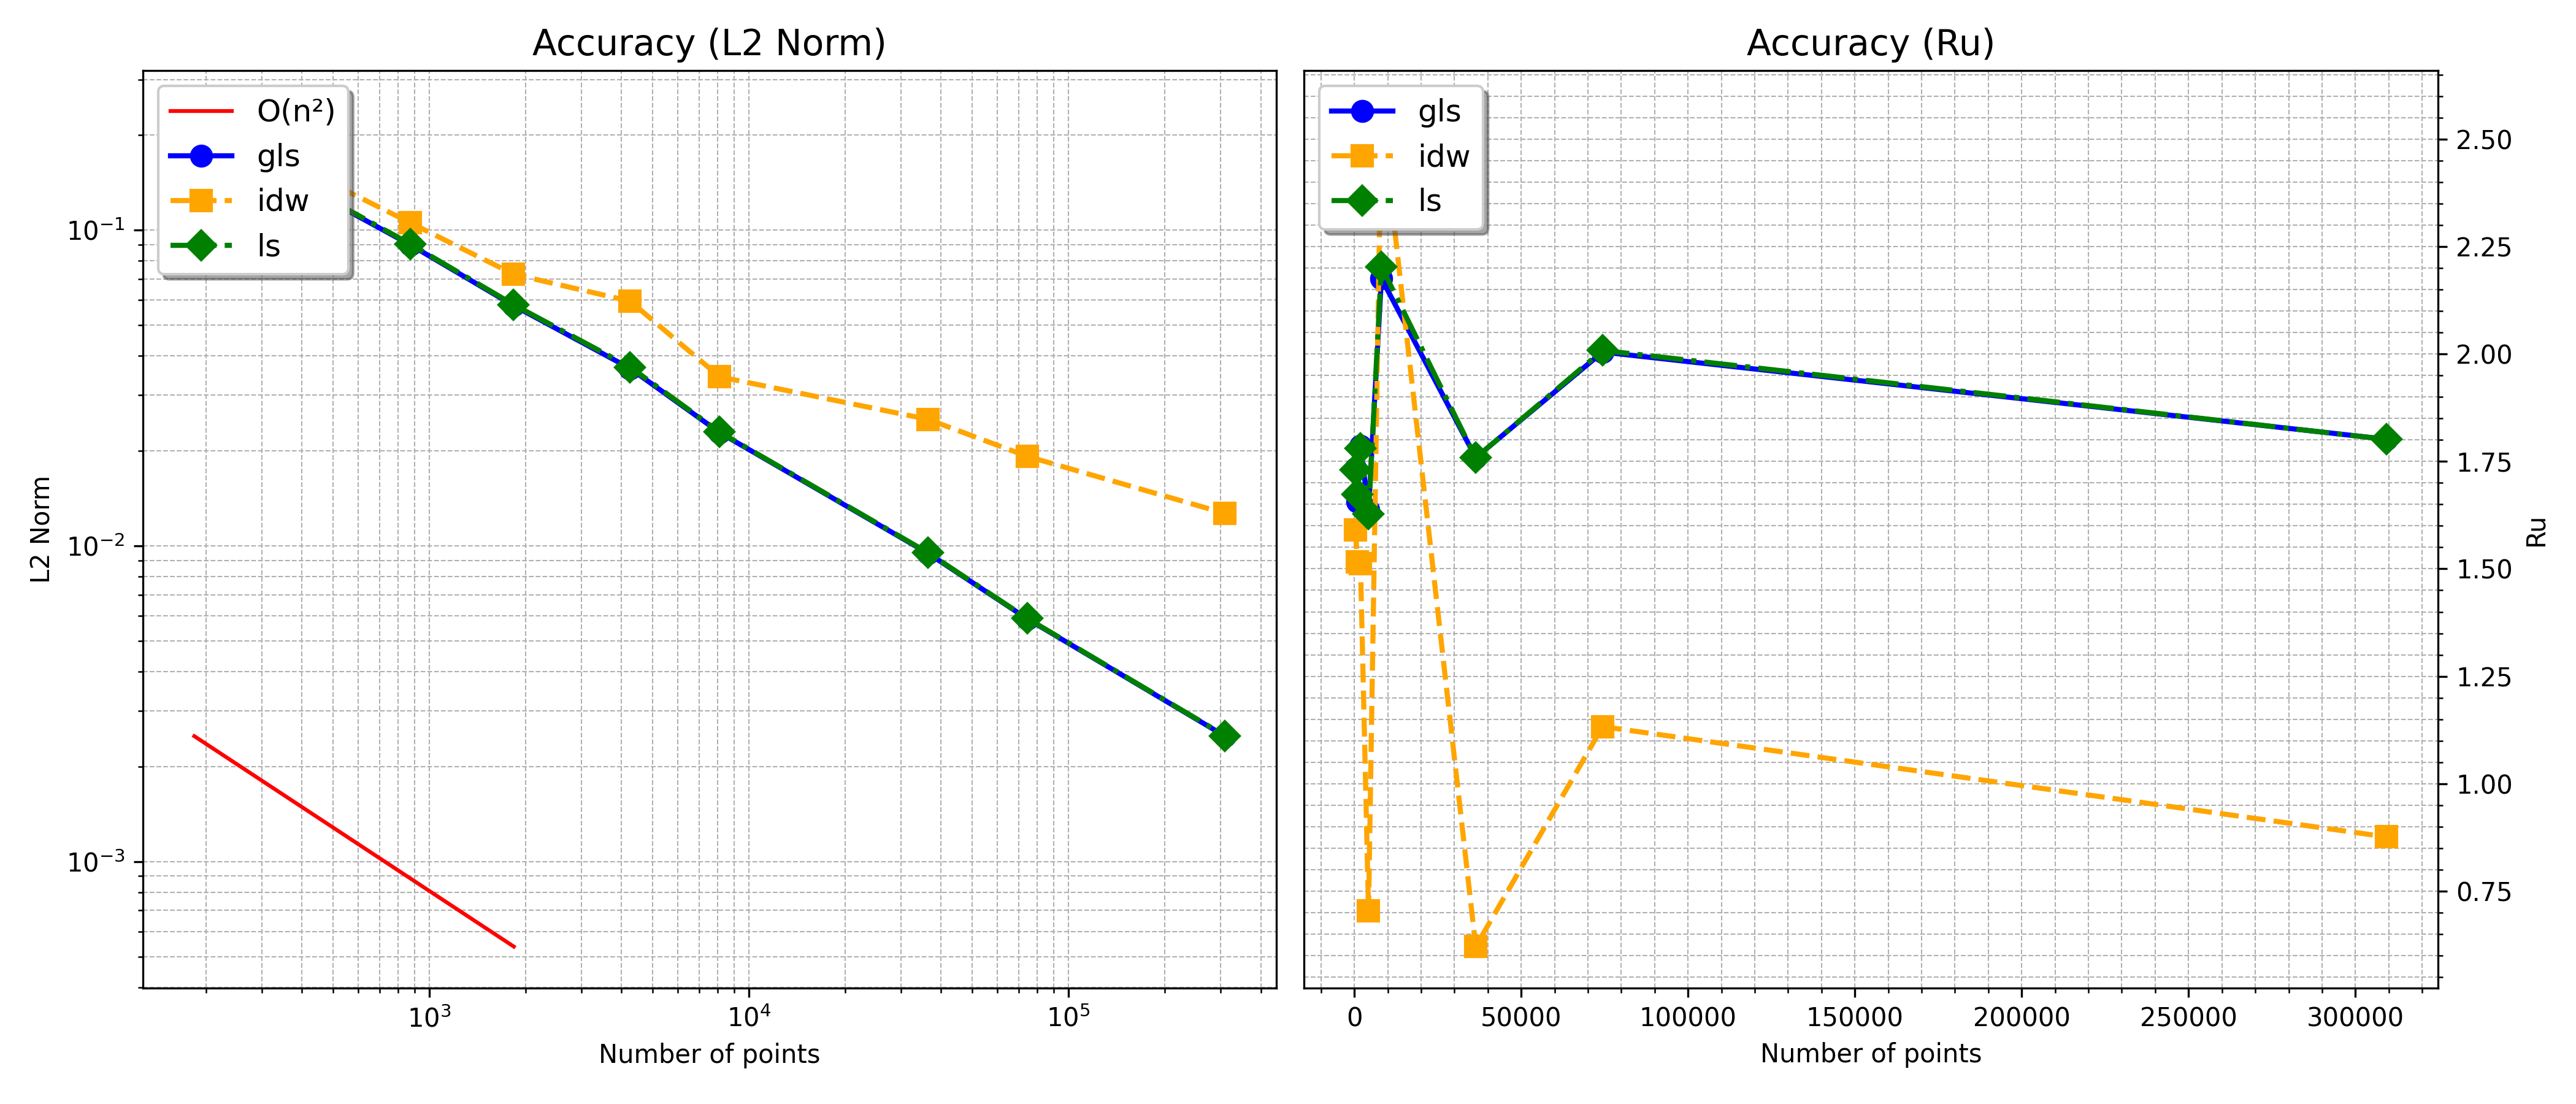 Accuracy (L2 Norm)
O(n²)
gls
idw
ls
L2 Norm
10⁻¹
10⁻²
10⁻³
10³
10⁴
10⁵
Number of points
Accuracy (Ru)
gls
idw
ls
2.50
2.25
2.00
1.75
1.50
1.25
1.00
0.75
Ru
0
50000
100000
150000
200000
250000
300000
Number of points